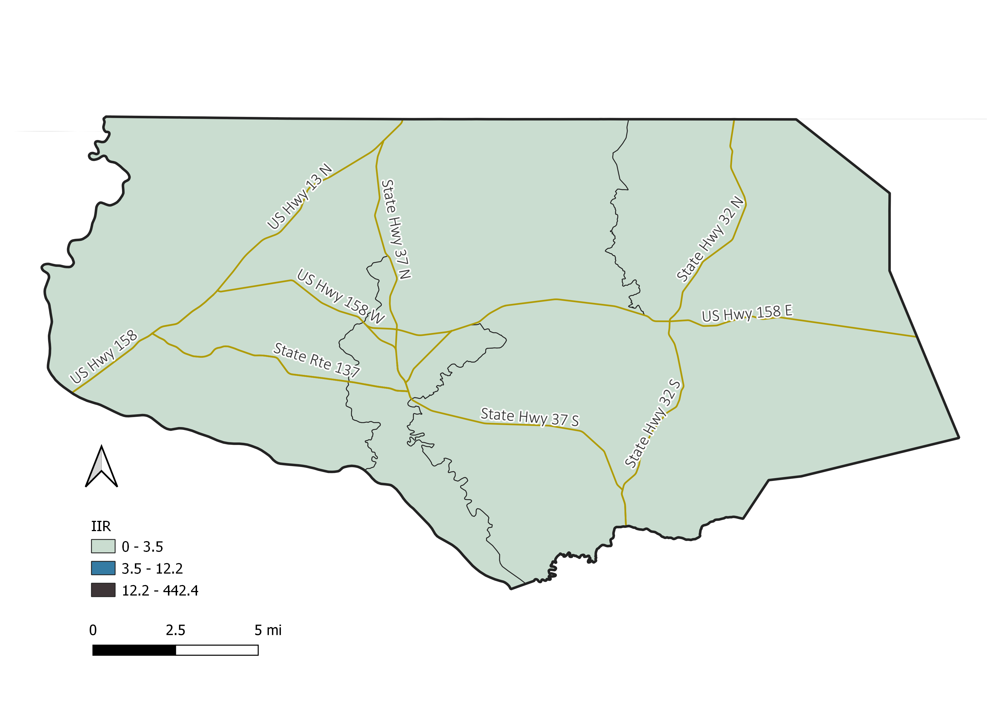 US Hwy 13 N
State Hwy 37 N
State Hwy 32 N
US Hwy 158 W
US Hwy 158 E
US Hwy 158
State Rte 137
State Hwy 37 S
State Hwy 32 S
IIR
0 - 3.5
3.5 - 12.2
12.2 - 442.4
0 2.5 5 mi